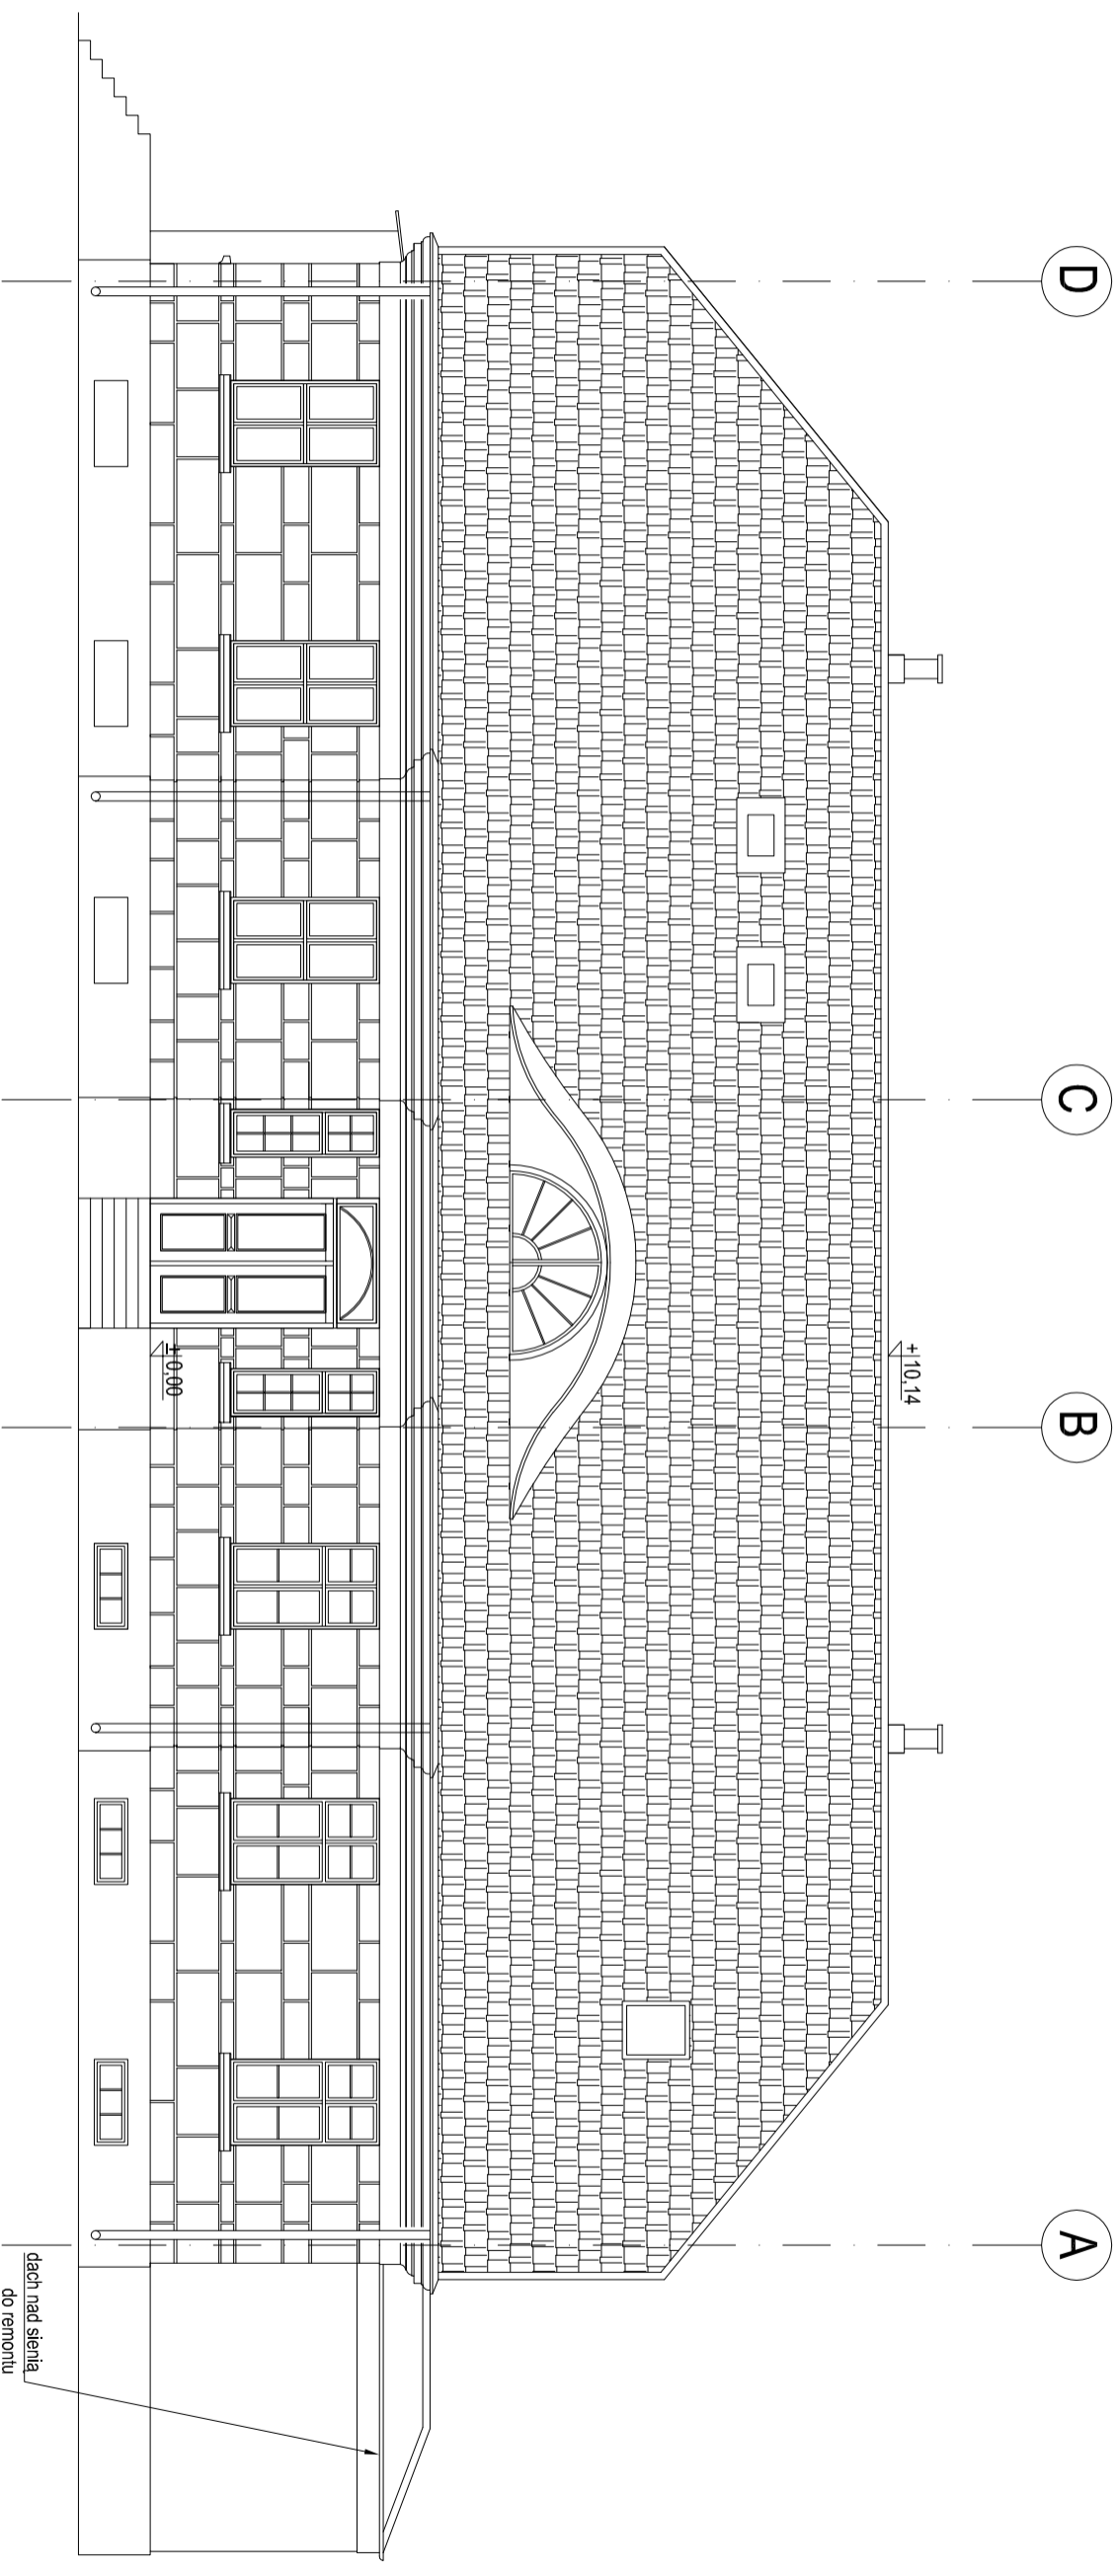 D
C
B
A
+10,14
±0,00
dach nad sienią
do remontu